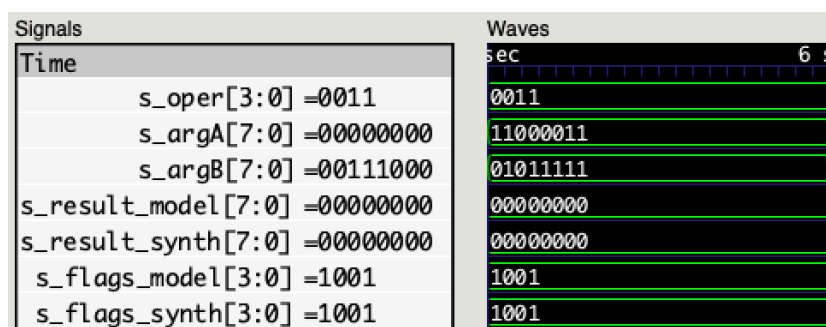 Signals Waves
Time sec 6 s
s_oper[3:0] =0011 0011
s_argA[7:0] =00000000 11000011
s_argB[7:0] =00111000 01011111
s_result_model[7:0] =00000000 00000000
s_result_synth[7:0] =00000000 00000000
s_flags_model[3:0] =1001 1001
s_flags_synth[3:0] =1001 1001